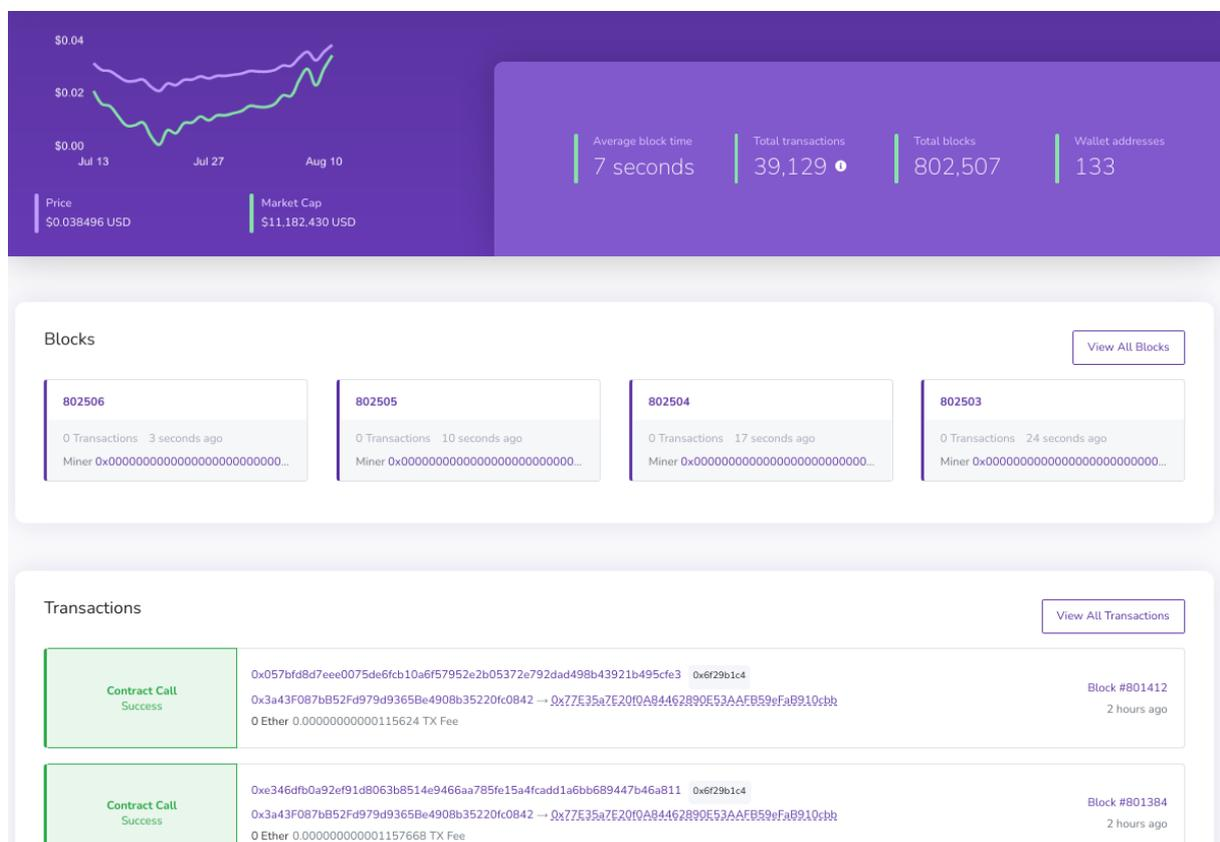 $0.04
$0.02
$0.00
Jul 13 Jul 27 Aug 10
Price
$0.038496 USD
Market Cap
$11,182,430 USD
Average block time
7 seconds
Total transactions
39,129
Total blocks
802,507
Wallet addresses
133
Blocks
View All Blocks
802506
0 Transactions 3 seconds ago
Miner 0x0000000000000000000000000...
802505
0 Transactions 10 seconds ago
Miner 0x0000000000000000000000000...
802504
0 Transactions 17 seconds ago
Miner 0x0000000000000000000000000...
802503
0 Transactions 24 seconds ago
Miner 0x0000000000000000000000000...
Transactions
View All Transactions
Contract Call
Success
0x057bfd8d7eee0075de6fcb10a6f57952e2b05372e792dad498b43921b495cfe3 0x6f29b1c4
0x3a43F087bB52Fd979d9365Be4908b35220fc0842 → 0x77E35a7E20f0A84462890E53AAFB59eFaB910cbb
0 Ether 0.00000000000115624 TX Fee
Block #801412
2 hours ago
Contract Call
Success
0xe346dfb0a92ef91d8063b8514e9466aa785fe15a4fcadd1a6bb689447b46a811 0x6f29b1c4
0x3a43F087bB52Fd979d9365Be4908b35220fc0842 → 0x77E35a7E20f0A84462890E53AAFB59eFaB910cbb
0 Ether 0.000000000001157668 TX Fee
Block #801384
2 hours ago